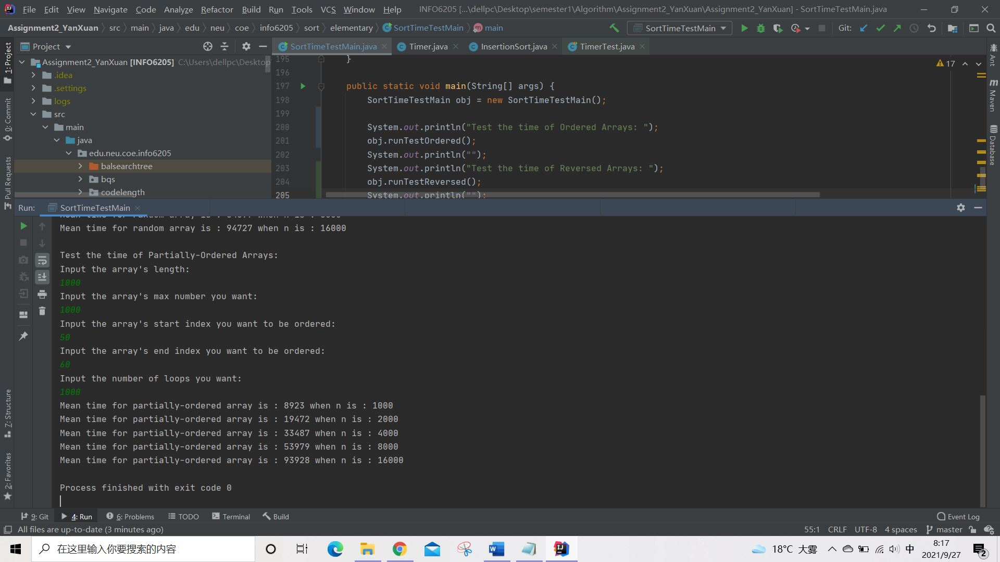 File Edit View Navigate Code Analyze Refactor Build Run Tools VCS Window Help INFO6205 [...\dellpc\Desktop\semester1\Algorithm\Assignment2_YanXuan\Assignment2_YanXuan] - SortTimeTestMain.java
Assignment2_YanXuan src main java edu neu coe info6205 sort elementary SortTimeTestMain main SortTimeTestMain Git:
Project SortTimeTestMain.java Timer.java InsertionSort.java TimerTest.java
Assignment2_YanXuan [INFO6205] C:\Users\dellpc\Desktop
.idea
.settings
logs
src
main
java
edu.neu.coe.info6205
balsearchtree
bqs
codelength
195 }
196
197 public static void main(String[] args) {
198 SortTimeTestMain obj = new SortTimeTestMain();
199
200 System.out.println("Test the time of Ordered Arrays: ");
201 obj.runTestOrdered();
202 System.out.println("");
203 System.out.println("Test the time of Reversed Arrays: ");
204 obj.runTestReversed();
205 System.out.println("");
17
1: Project
0: Commit
Pull Requests
7: Structure
2: Favorites
Ant
Maven
Database
Run: SortTimeTestMain
Mean time for random array is : 94727 when n is : 16000
Test the time of Partially-Ordered Arrays:
Input the array's length:
1000
Input the array's max number you want:
1000
Input the array's start index you want to be ordered:
50
Input the array's end index you want to be ordered:
60
Input the number of loops you want:
1000
Mean time for partially-ordered array is : 8923 when n is : 1000
Mean time for partially-ordered array is : 19472 when n is : 2000
Mean time for partially-ordered array is : 33487 when n is : 4000
Mean time for partially-ordered array is : 53979 when n is : 8000
Mean time for partially-ordered array is : 93928 when n is : 16000
Process finished with exit code 0
9: Git 4: Run 6: Problems TODO Terminal Build Event Log
All files are up-to-date (3 minutes ago) 55:1 CRLF UTF-8 4 spaces master
在这里输入你要搜索的内容 18°C 大雾 中 8:17
2021/9/27 2